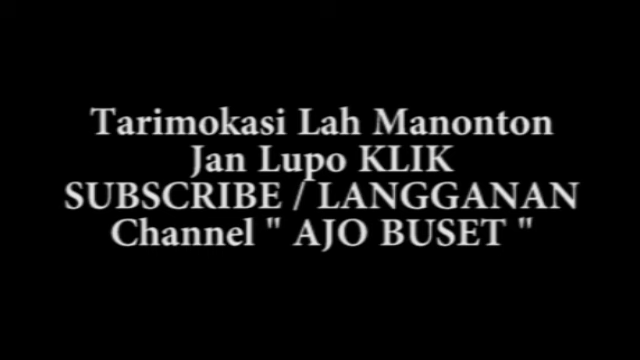 Tarimokasi Lah Manonton
Jan Lupo KLIK
SUBSCRIBE / LANGGANAN
Channel " AJO BUSET "